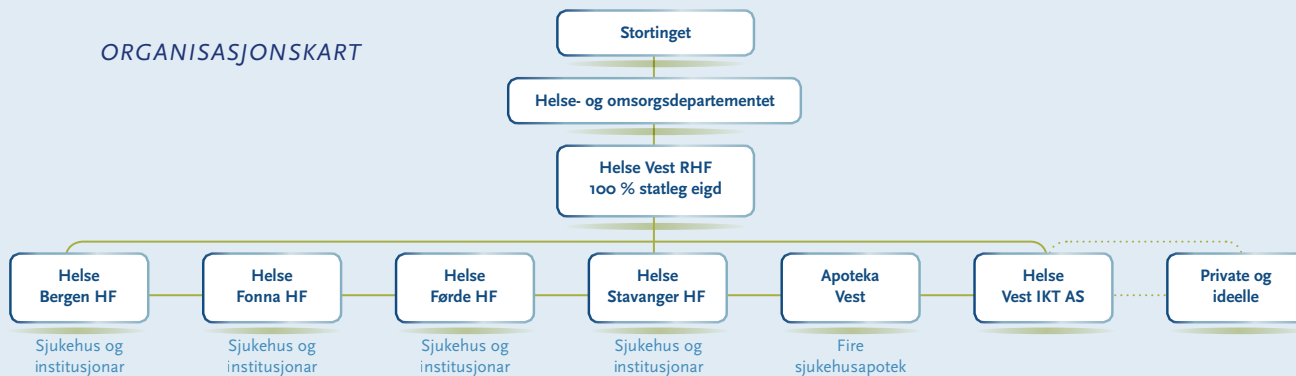 ORGANISASJONSKART
Stortinget
Helse- og omsorgsdepartementet
Helse Vest RHF
100 % statleg eigd
Helse
Bergen HF
Helse
Fonna HF
Helse
Førde HF
Helse
Stavanger HF
Apoteka
Vest
Helse
Vest IKT AS
Private og
ideelle
Sjukehus og
institusjonar
Sjukehus og
institusjonar
Sjukehus og
institusjonar
Sjukehus og
institusjonar
Fire
sjukehusapotek